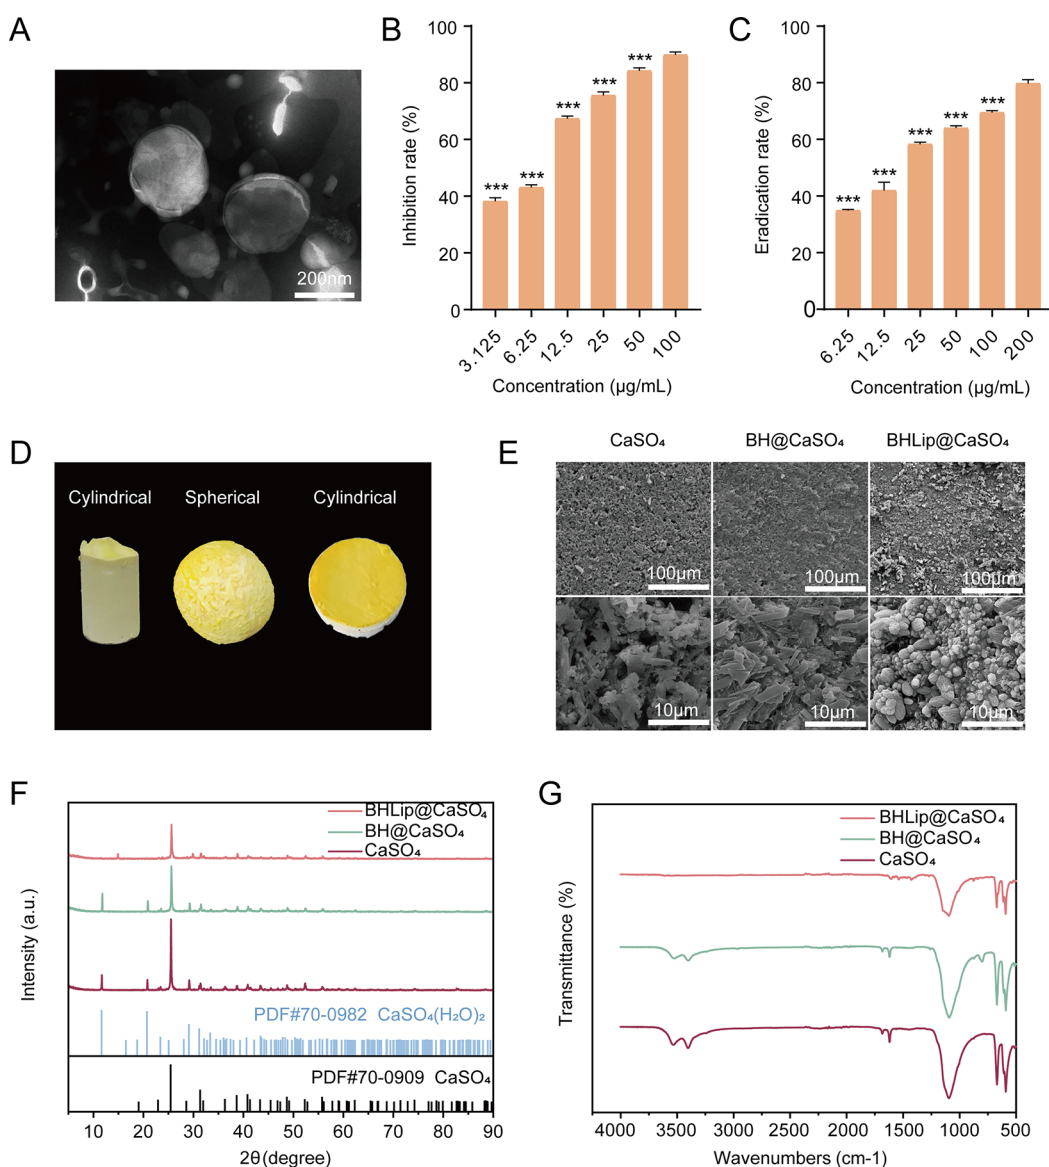 A
200nm
B
Inhibition rate (%)
100
80
60
40
20
0
***
***
***
***
***
3.125
6.25
12.5
25
50
100
Concentration (µg/mL)
C
Eradication rate (%)
100
80
60
40
20
0
***
***
***
***
***
6.25
12.5
25
50
100
200
Concentration (µg/mL)
D
Cylindrical Spherical Cylindrical
E
CaSO₄ BH@CaSO₄ BHLip@CaSO₄
100µm 100µm 100µm
10µm 10µm 10µm
F
Intensity (a.u.)
BHLip@CaSO₄
BH@CaSO₄
CaSO₄
PDF#70-0982 CaSO₄(H₂O)₂
PDF#70-0909 CaSO₄
10 20 30 40 50 60 70 80 90
2θ(degree)
G
Transmittance (%)
BHLip@CaSO₄
BH@CaSO₄
CaSO₄
4000 3500 3000 2500 2000 1500 1000 500
Wavenumbers (cm-1)